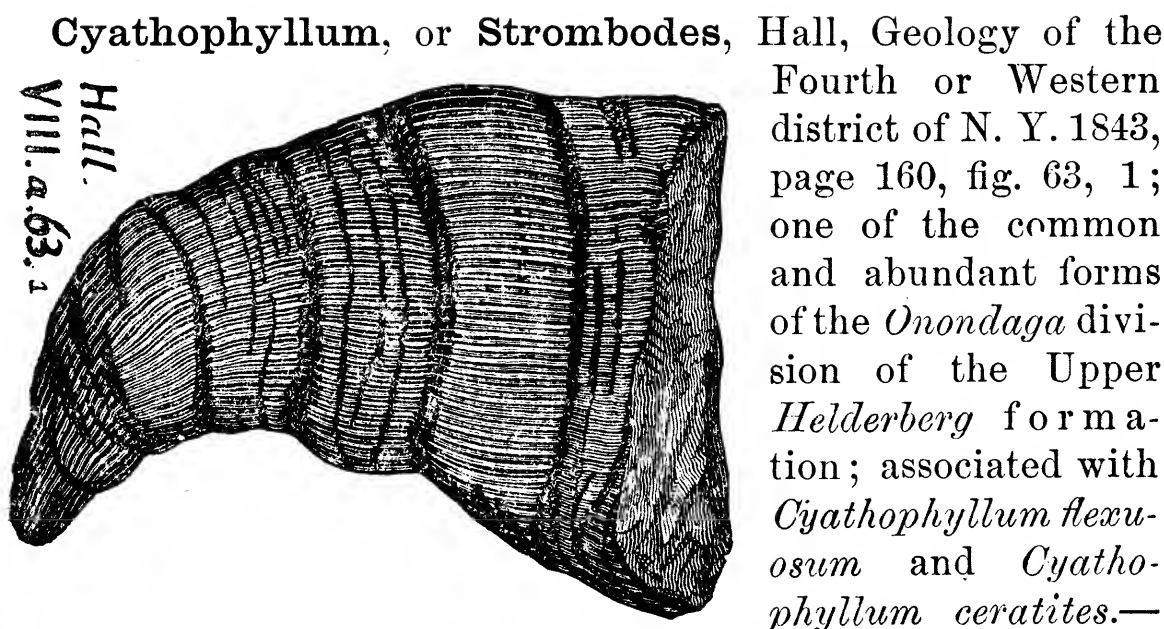 Cyathophyllum, or Strombodes, Hall, Geology of the
Fourth or Western
district of N. Y. 1843,
page 160, fig. 63, 1;
one of the common
and abundant forms
of the Onondaga divi-
sion of the Upper
Helderberg forma-
tion; associated with
Cyathophyllum flexu-
osum and Cyatho-
phyllum ceratites.—
Hall.
VIII.a.63.1